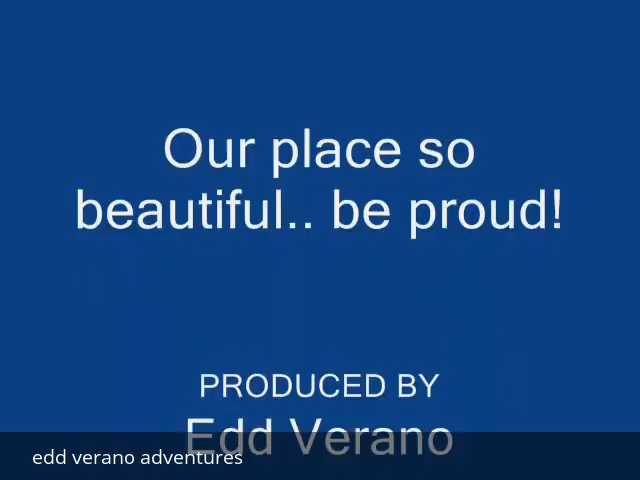 Our place so
beautiful.. be proud!
PRODUCED BY
Edd Verano
edd verano adventures